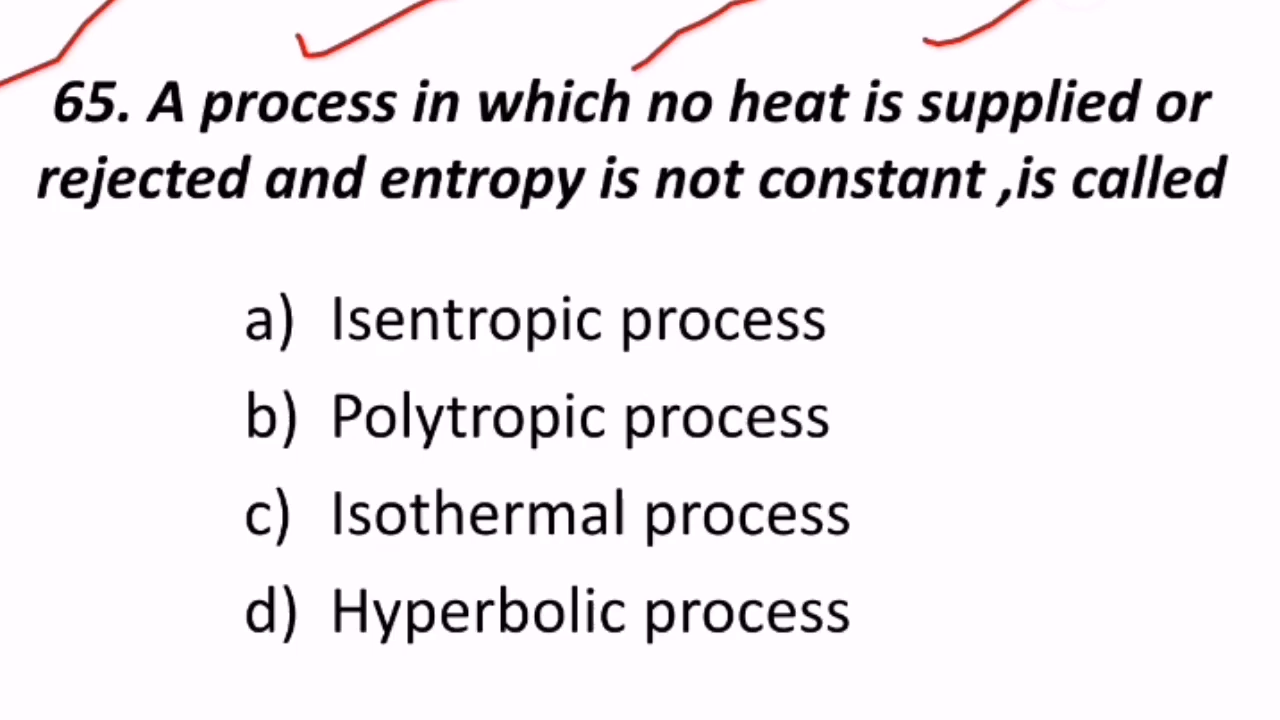 65. A process in which no heat is supplied or
rejected and entropy is not constant ,is called
a) Isentropic process
b) Polytropic process
c) Isothermal process
d) Hyperbolic process